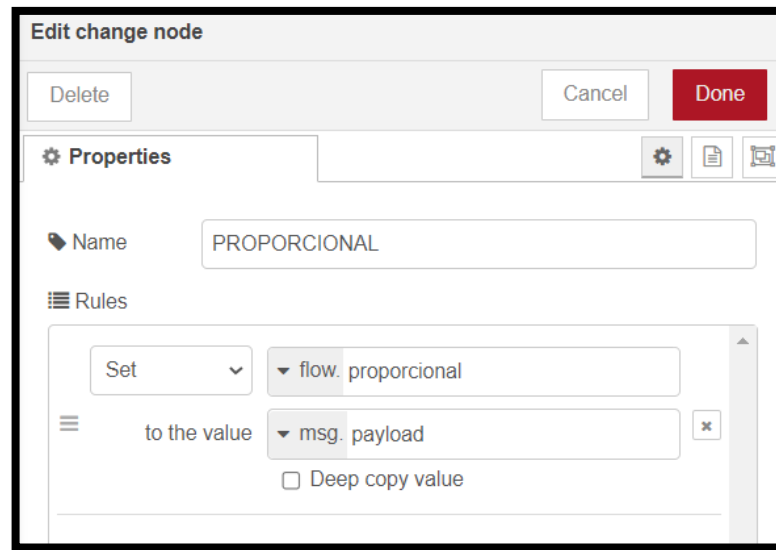 Edit change node
Delete Cancel Done
Properties
Name PROPORCIONAL
Rules
Set flow. proporcional
to the value msg. payload
Deep copy value